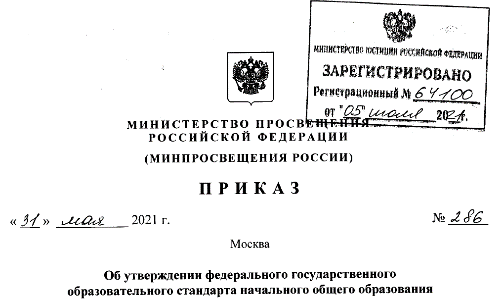 МИНИСТЕРСТВО ЮСТИЦИИ РОССИЙСКОЙ ФЕДЕРАЦИИ
ЗАРЕГИСТРИРОВАНО
Регистрационный № 64100
от "05" июля 2021.
МИНИСТЕРСТВО ПРОСВЕЩЕНИЯ
РОССИЙСКОЙ ФЕДЕРАЦИИ
(МИНПРОСВЕЩЕНИЯ РОССИИ)
ПРИКАЗ
« 31 » мая 2021 г.
№ 286
Москва
Об утверждении федерального государственного
образовательного стандарта начального общего образования